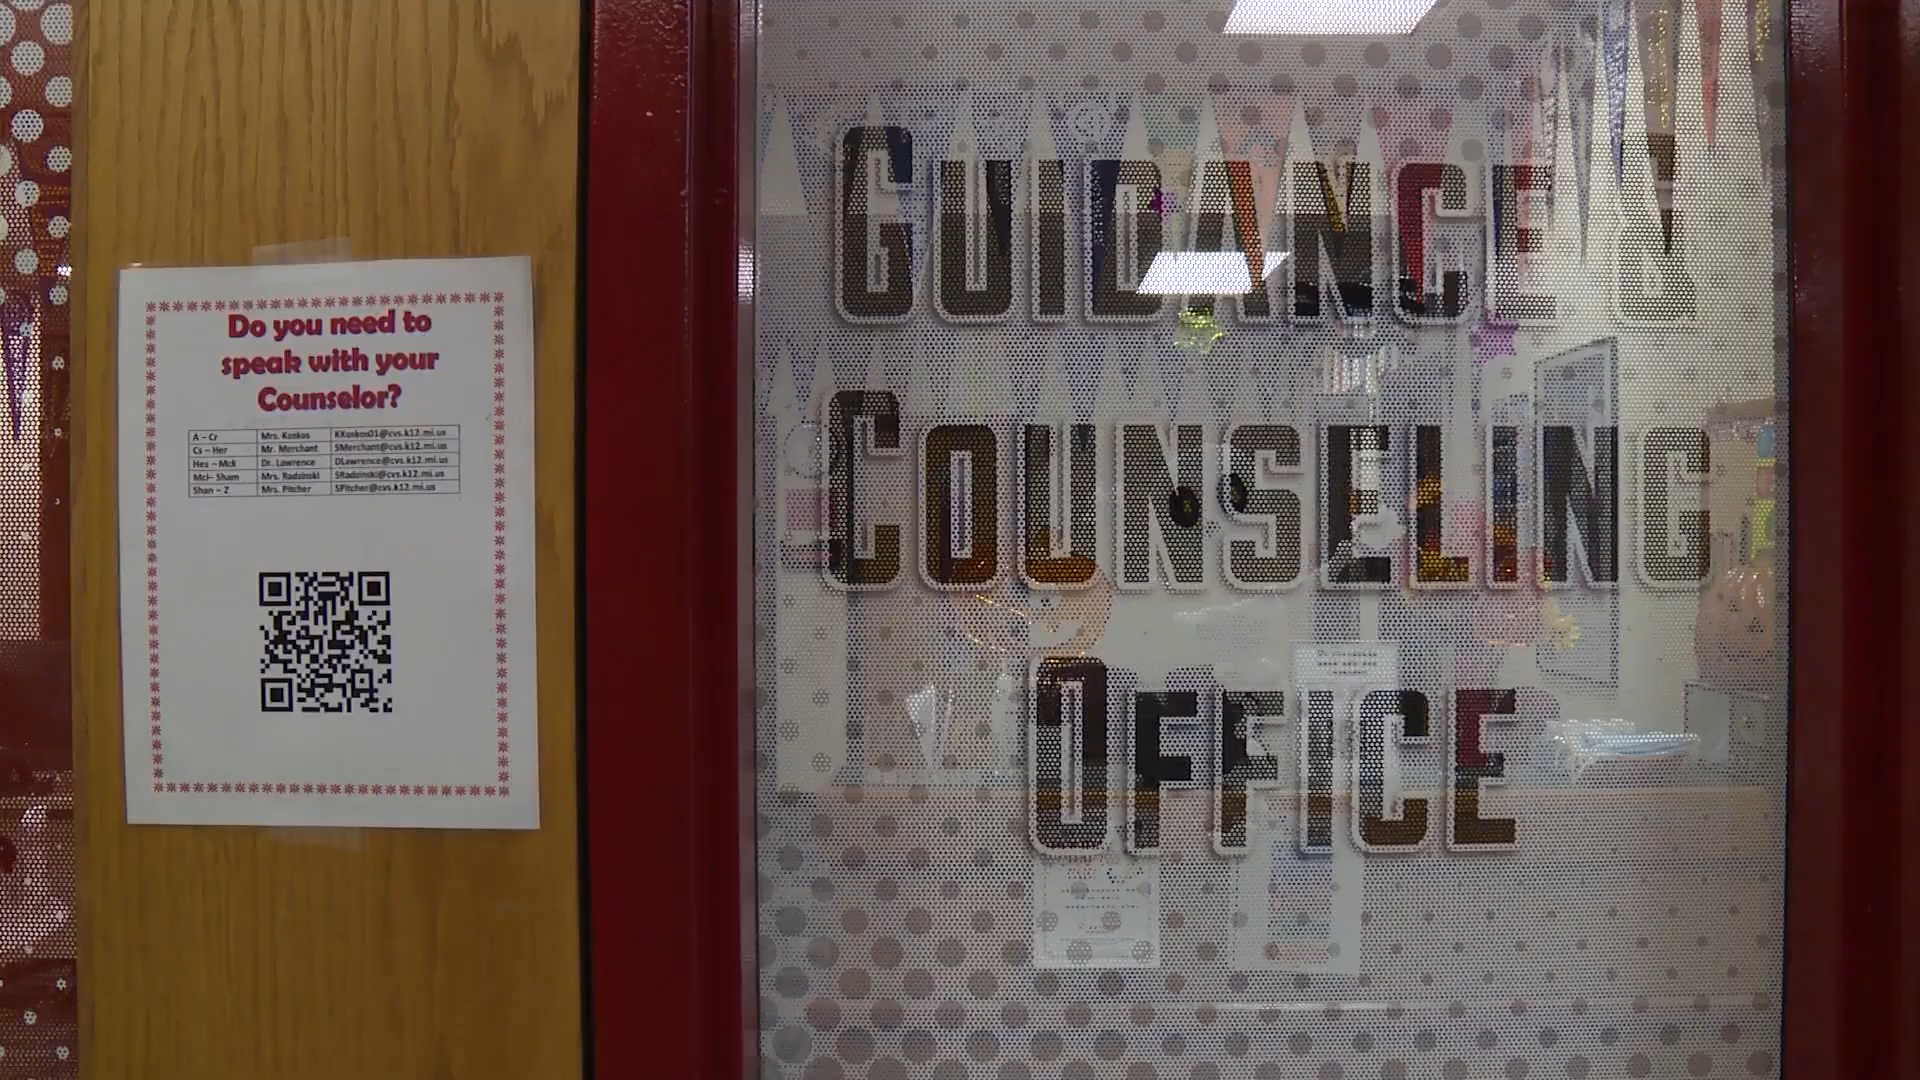 Do you need to
speak with your
Counselor?
A – Cr Mrs. Koskos KKoskos01@cvs.k12.mi.us
Cs – Her Mr. Merchant SMerchant@cvs.k12.mi.us
Hes – McK Dr. Lawrence DLawrence@cvs.k12.mi.us
Mcl– Sham Mrs. Radzinski SRadzinski@cvs.k12.mi.us
Shan – Z Mrs. Pitcher SPitcher@cvs.k12.mi.us
GUIDANCE &
COUNSELING
OFFICE